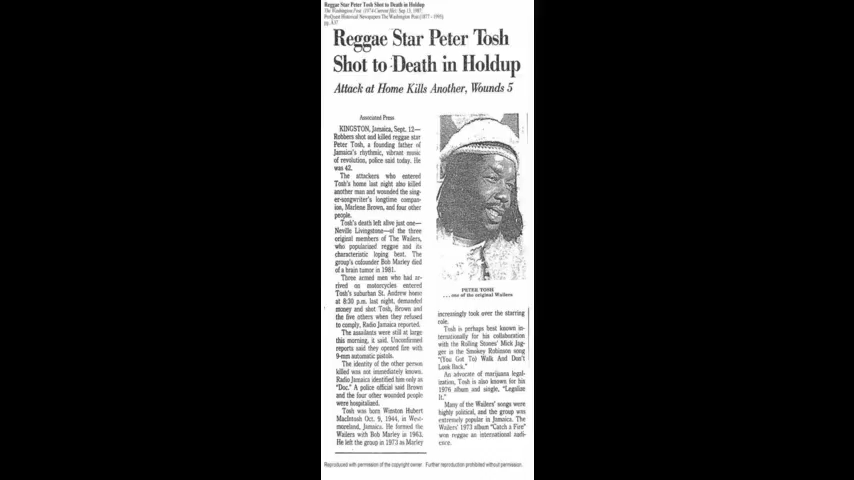 Reggae Star Peter Tosh Shot to Death in Holdup
The Washington Post (1974-Current file); Sep 13, 1987;
ProQuest Historical Newspapers The Washington Post (1877 - 1995)
pg. A37
Reggae Star Peter Tosh
Shot to Death in Holdup
Attack at Home Kills Another, Wounds 5
Associated Press
KINGSTON, Jamaica, Sept. 12—
Robbers shot and killed reggae star
Peter Tosh, a founding father of
Jamaica's rhythmic, vibrant music
of revolution, police said today. He
was 42.
The attackers who entered
Tosh's home last night also killed
another man and wounded the sing-
er-songwriter's longtime compan-
ion, Marlene Brown, and four other
people.
Tosh's death left alive just one—
Neville Livingstone—of the three
original members of The Wailers,
who popularized reggae and its
characteristic loping beat. The
group's cofounder Bob Marley died
of a brain tumor in 1981.
Three armed men who had ar-
rived on motorcycles entered
Tosh's suburban St. Andrew home
at 8:30 p.m. last night, demanded
money and shot Tosh, Brown and
the five others when they refused
to comply, Radio Jamaica reported.
The assailants were still at large
this morning, it said. Unconfirmed
reports said they opened fire with
9-mm automatic pistols.
The identity of the other person
killed was not immediately known.
Radio Jamaica identified him only as
"Doc." A police official said Brown
and the four other wounded people
were hospitalized.
Tosh was born Winston Hubert
MacIntosh Oct. 9, 1944, in West-
moreland, Jamaica. He formed the
Wailers with Bob Marley in 1963.
He left the group in 1973 as Marley
PETER TOSH
. . . one of the original Wailers
increasingly took over the starring
role.
Tosh is perhaps best known in-
ternationally for his collaboration
with the Rolling Stones' Mick Jag-
ger in the Smokey Robinson song
"(You Got To) Walk And Don't
Look Back."
An advocate of marijuana legal-
ization, Tosh is also known for his
1976 album and single, "Legalize
It."
Many of the Wailers' songs were
highly political, and the group was
extremely popular in Jamaica. The
Wailers' 1973 album "Catch a Fire"
won reggae an international audi-
ence.
Reproduced with permission of the copyright owner. Further reproduction prohibited without permission.